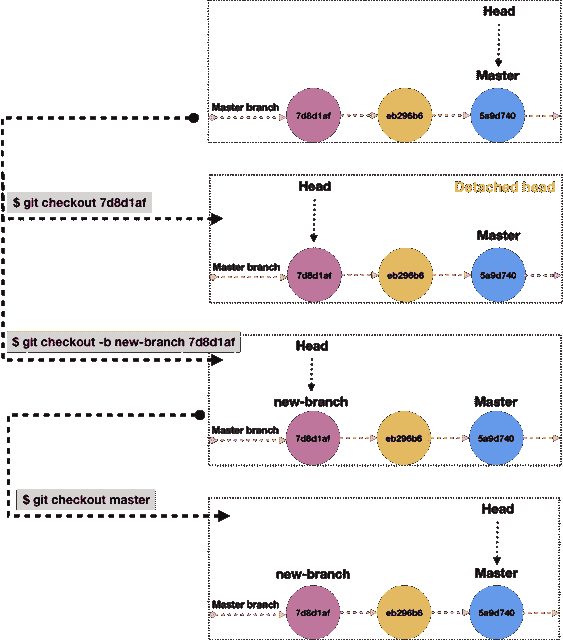 Head
Master
Master branch
7d8d1af
eb296b6
5a9d740
$ git checkout 7d8d1af
Head
Detached head
Master
Master branch
7d8d1af
eb296b6
5a9d740
$ git checkout -b new-branch 7d8d1af
Head
new-branch
Master
Master branch
7d8d1af
eb296b6
5a9d740
$ git checkout master
Head
new-branch
Master
Master branch
7d8d1af
eb296b6
5a9d740